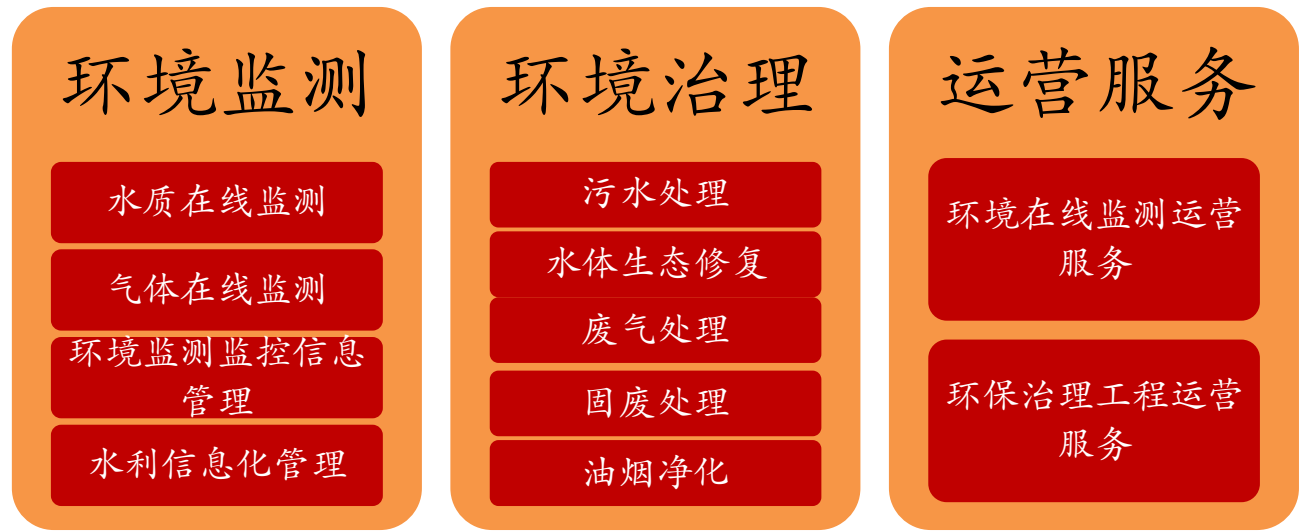 环境监测
水质在线监测
气体在线监测
环境监测监控信息
管理
水利信息化管理
环境治理
污水处理
水体生态修复
废气处理
固废处理
油烟净化
运营服务
环境在线监测运营
服务
环保治理工程运营
服务